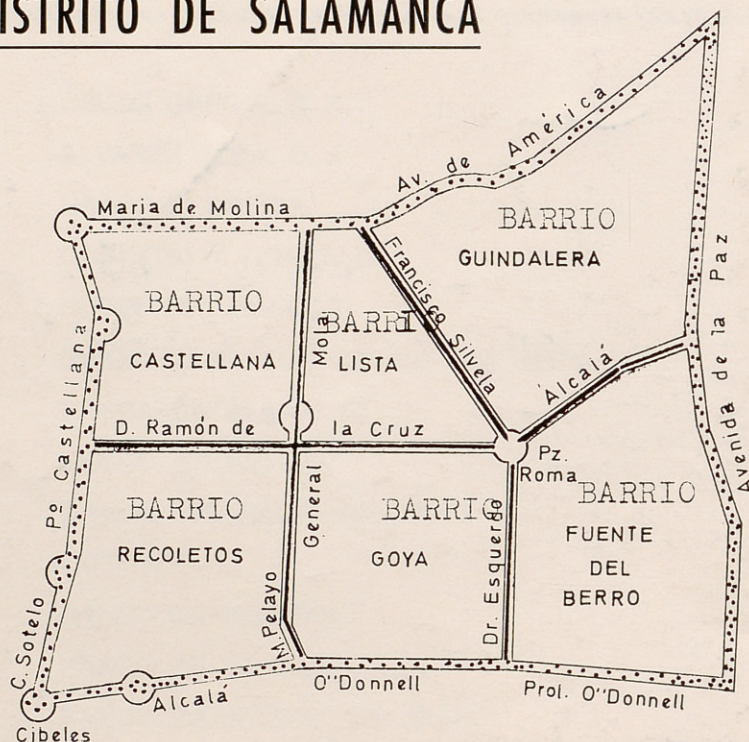 ISTRITO DE SALAMANCA
Av. de América
Maria de Molina
BARRIO
GUINDALERA
Francisco Silvela
Avenida de la Paz
BARRIO
CASTELLANA
Mola
BARRI
LISTA
Pº Castellana
Alcalá
D. Ramón de la Cruz
Pz.
Roma
BARRIO
RECOLETOS
General
BARRIO
GOYA
Dr. Esquerdo
BARRIO
FUENTE
DEL
BERRO
C. Sotelo
M. Pelayo
Alcalá
O"Donnell
Prol. O"Donnell
Cibeles